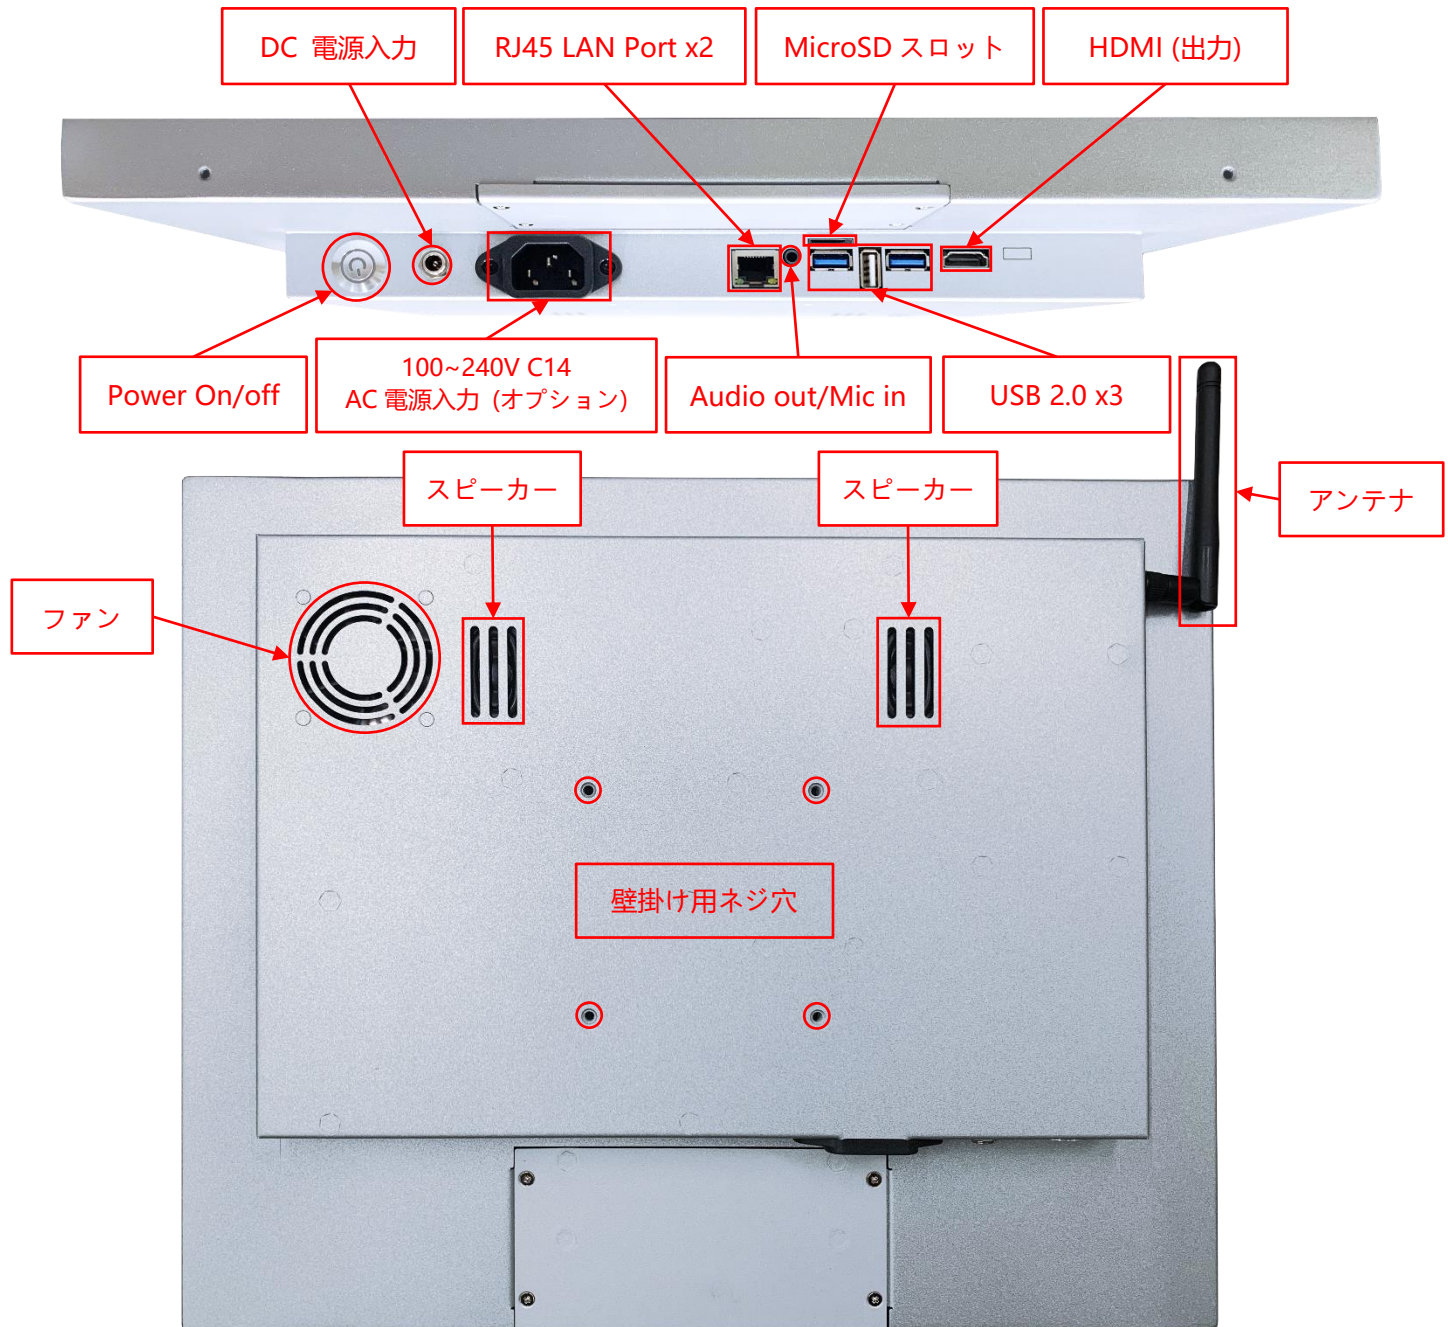 DC 電源入力
RJ45 LAN Port x2
MicroSD スロット
HDMI (出力)
Power On/off
100~240V C14
AC 電源入力 (オプション)
Audio out/Mic in
USB 2.0 x3
スピーカー
スピーカー
アンテナ
ファン
壁掛け用ネジ穴